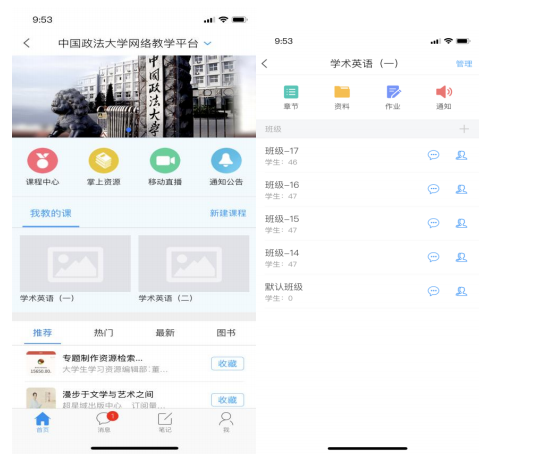 9:53
中国政法大学网络教学平台
中国政法大学
课程中心 掌上资源 移动直播 通知公告
我教的课 新建课程
学术英语（一） 学术英语（二）
推荐 热门 最新 图书
专题制作资源检索...
大学生学习资源编辑部:董...
收藏
漫步于文学与艺术之间
超星域出版中心 订阅量...
收藏
1
首页 消息 笔记 我
9:53
学术英语（一） 管理
章节 资料 作业 通知
班级
班级-17
学生：46
班级-16
学生：47
班级-15
学生：47
班级-14
学生：47
默认班级
学生：0